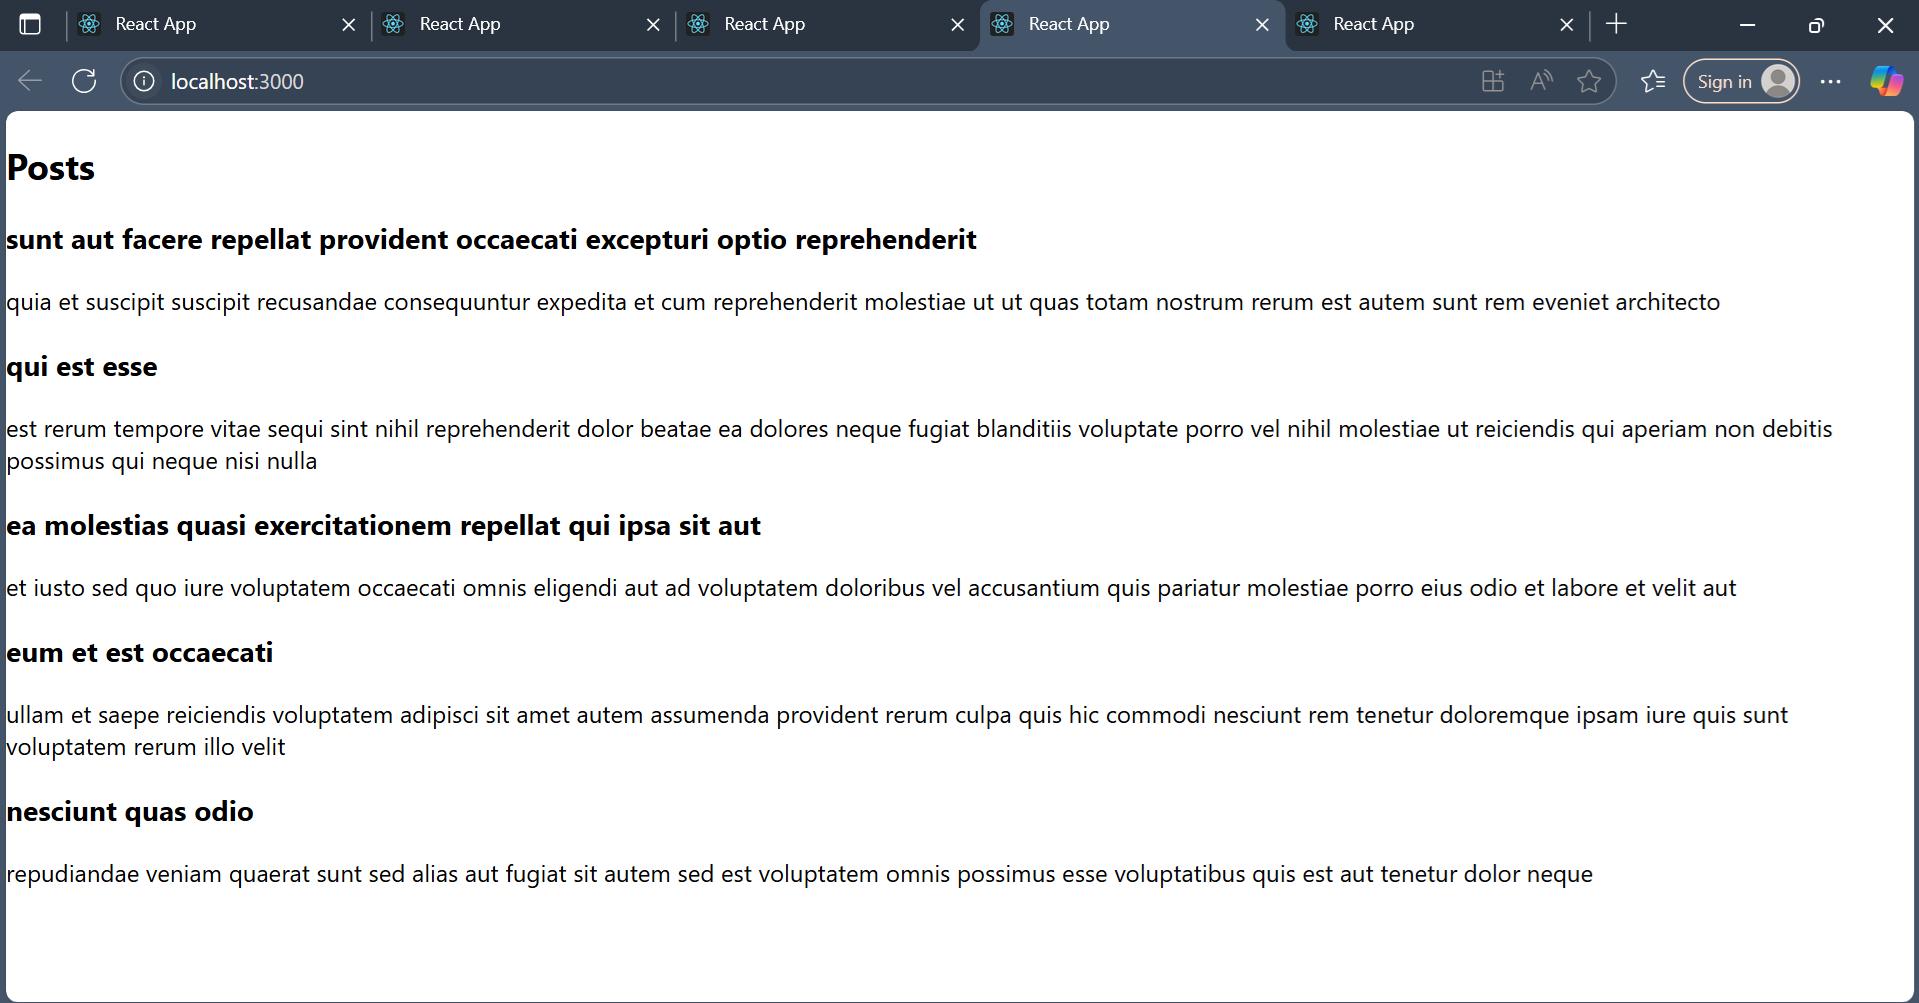 React App
React App
React App
React App
React App
localhost:3000
Sign in
Posts
sunt aut facere repellat provident occaecati excepturi optio reprehenderit
quia et suscipit suscipit recusandae consequuntur expedita et cum reprehenderit molestiae ut ut quas totam nostrum rerum est autem sunt rem eveniet architecto
qui est esse
est rerum tempore vitae sequi sint nihil reprehenderit dolor beatae ea dolores neque fugiat blanditiis voluptate porro vel nihil molestiae ut reiciendis qui aperiam non debitis
possimus qui neque nisi nulla
ea molestias quasi exercitationem repellat qui ipsa sit aut
et iusto sed quo iure voluptatem occaecati omnis eligendi aut ad voluptatem doloribus vel accusantium quis pariatur molestiae porro eius odio et labore et velit aut
eum et est occaecati
ullam et saepe reiciendis voluptatem adipisci sit amet autem assumenda provident rerum culpa quis hic commodi nesciunt rem tenetur doloremque ipsam iure quis sunt
voluptatem rerum illo velit
nesciunt quas odio
repudiandae veniam quaerat sunt sed alias aut fugiat sit autem sed est voluptatem omnis possimus esse voluptatibus quis est aut tenetur dolor neque